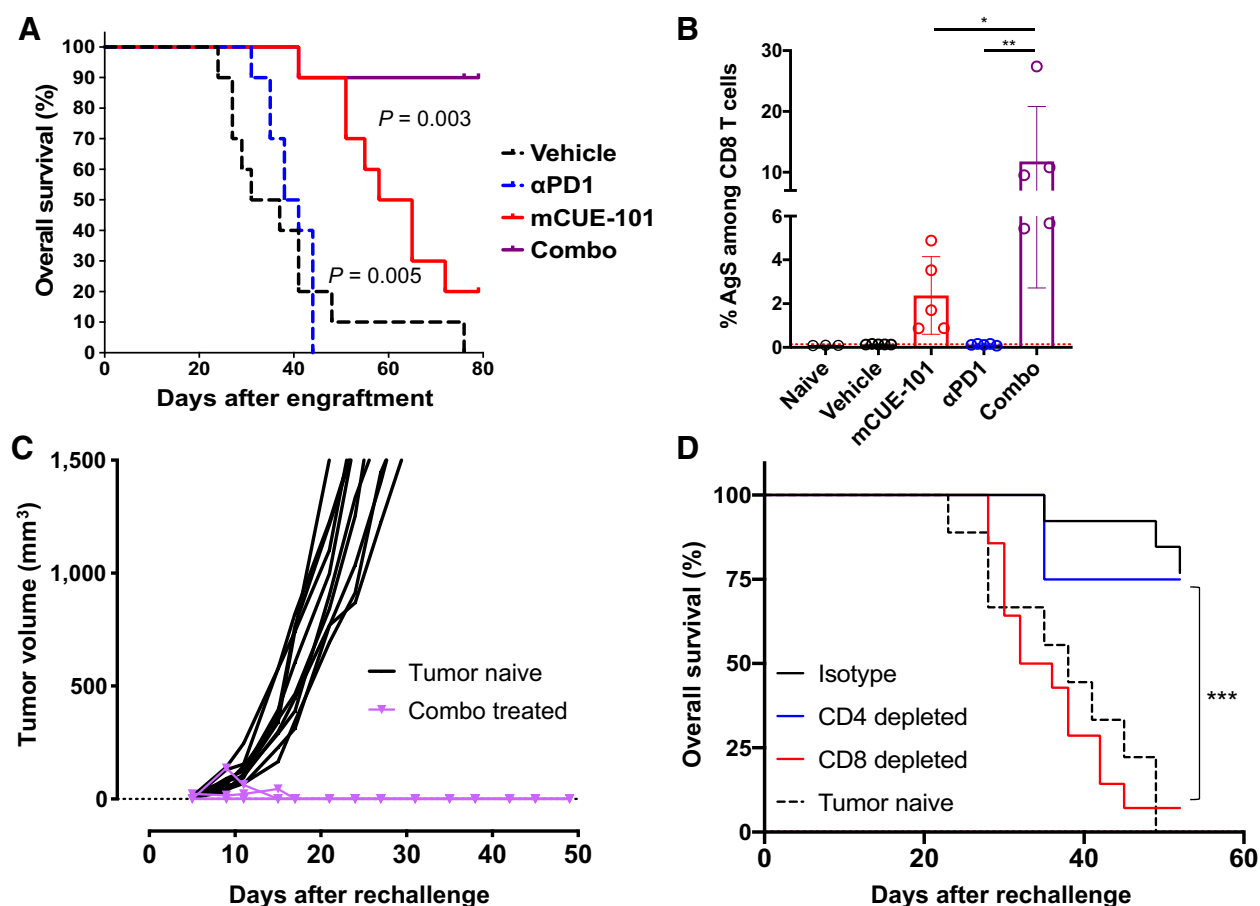 A
Overall survival (%)
100
90
80
70
60
50
40
30
20
10
0
0 20 40 60 80
Days after engraftment
P = 0.003
P = 0.005
Vehicle
αPD1
mCUE-101
Combo
B
% AgS among CD8 T cells
*
**
30
20
10
6
4
2
0
Naive
Vehicle
mCUE-101
αPD1
Combo
C
Tumor volume (mm³)
1,500
1,000
500
0
0 10 20 30 40 50
Days after rechallenge
Tumor naive
Combo treated
D
Overall survival (%)
100
75
50
25
0
0 20 40 60
Days after rechallenge
Isotype
CD4 depleted
CD8 depleted
Tumor naive
***